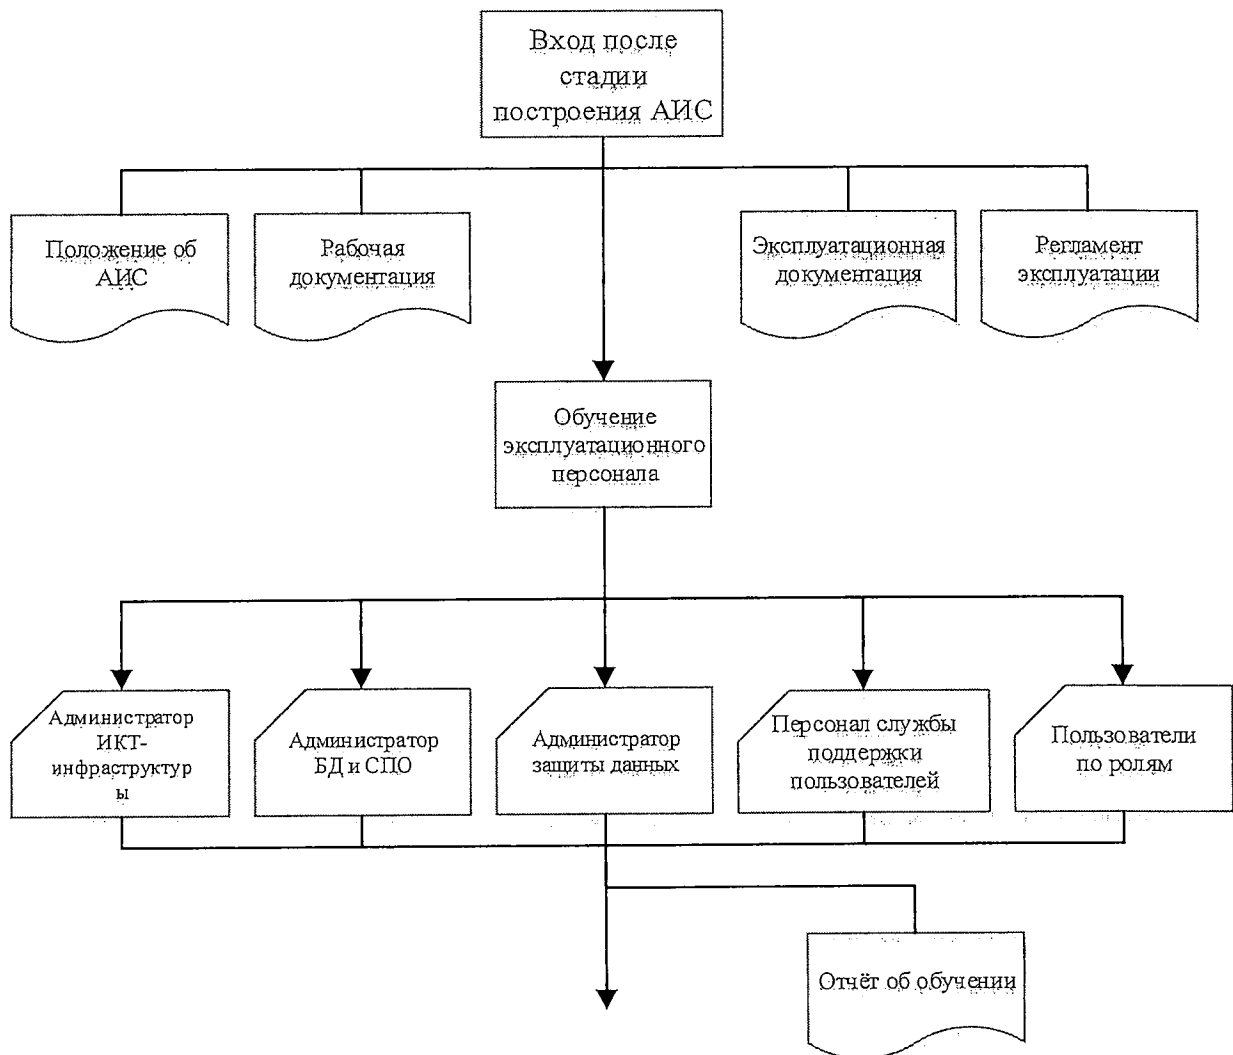 Вход после
стадии
построения АИС
Положение об
АИС
Рабочая
документация
Эксплуатационная
документация
Регламент
эксплуатации
Обучение
эксплуатационного
персонала
Администратор
ИКТ-
инфраструктур
ы
Администратор
БД и СПО
Администратор
защиты данных
Персонал службы
поддержки
пользователей
Пользователи
по ролям
Отчёт об обучении